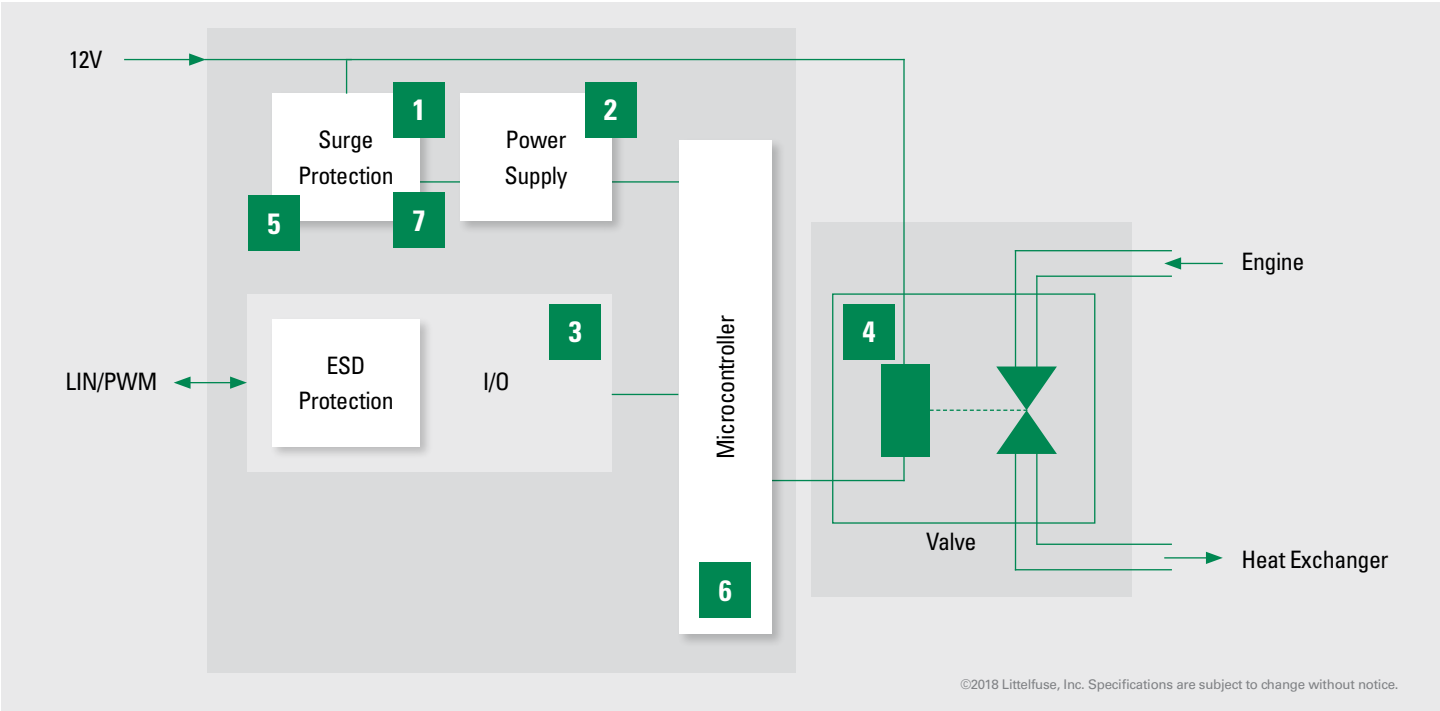 12V
1
2
Surge
Protection
Power
Supply
5
7
3
ESD
Protection
I/O
LIN/PWM
Microcontroller
6
4
Valve
Engine
Heat Exchanger
©2018 Littelfuse, Inc. Specifications are subject to change without notice.